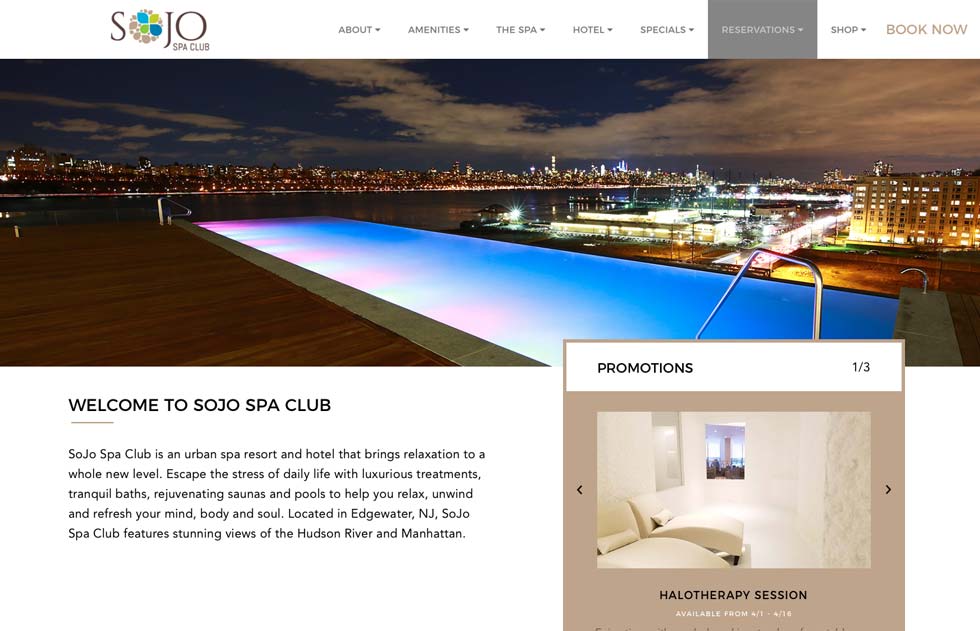 SOJO
SPA CLUB
ABOUT
AMENITIES
THE SPA
HOTEL
SPECIALS
RESERVATIONS
SHOP
BOOK NOW
PROMOTIONS
1/3
WELCOME TO SOJO SPA CLUB
SoJo Spa Club is an urban spa resort and hotel that brings relaxation to a
whole new level. Escape the stress of daily life with luxurious treatments,
tranquil baths, rejuvenating saunas and pools to help you relax, unwind
and refresh your mind, body and soul. Located in Edgewater, NJ, SoJo
Spa Club features stunning views of the Hudson River and Manhattan.
HALOTHERAPY SESSION
AVAILABLE FROM 4/1 - 4/16